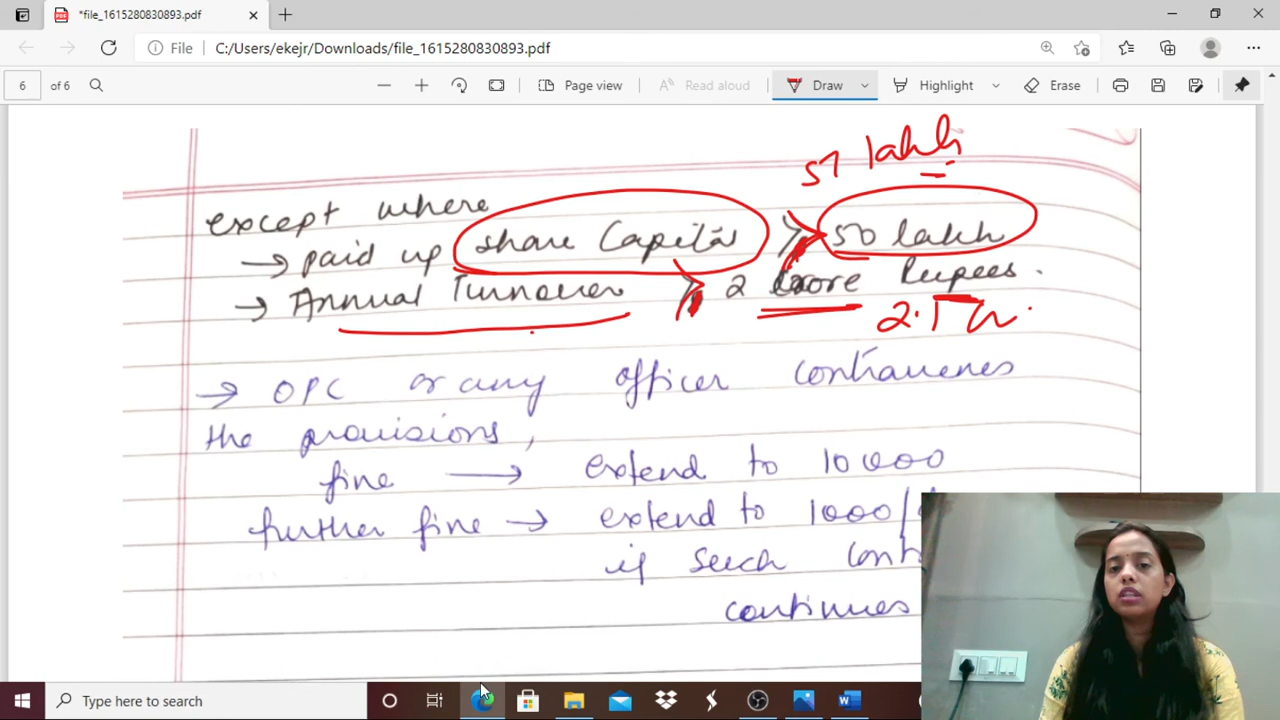 *file_1615280830893.pdf
File C:/Users/ekejr/Downloads/file_1615280830893.pdf
6 of 6 Page view Read aloud Draw Highlight Erase
51 lakh
except where
→ paid up share Capital > 50 lakh
→ Annual Turnover > 2 Crore Rupees.
2.1 Cr.
→ OPC or any officer contravenes
the provisions,
fine → extend to 10000
further fine → extend to 1000/
if such cont
continues
Type here to search